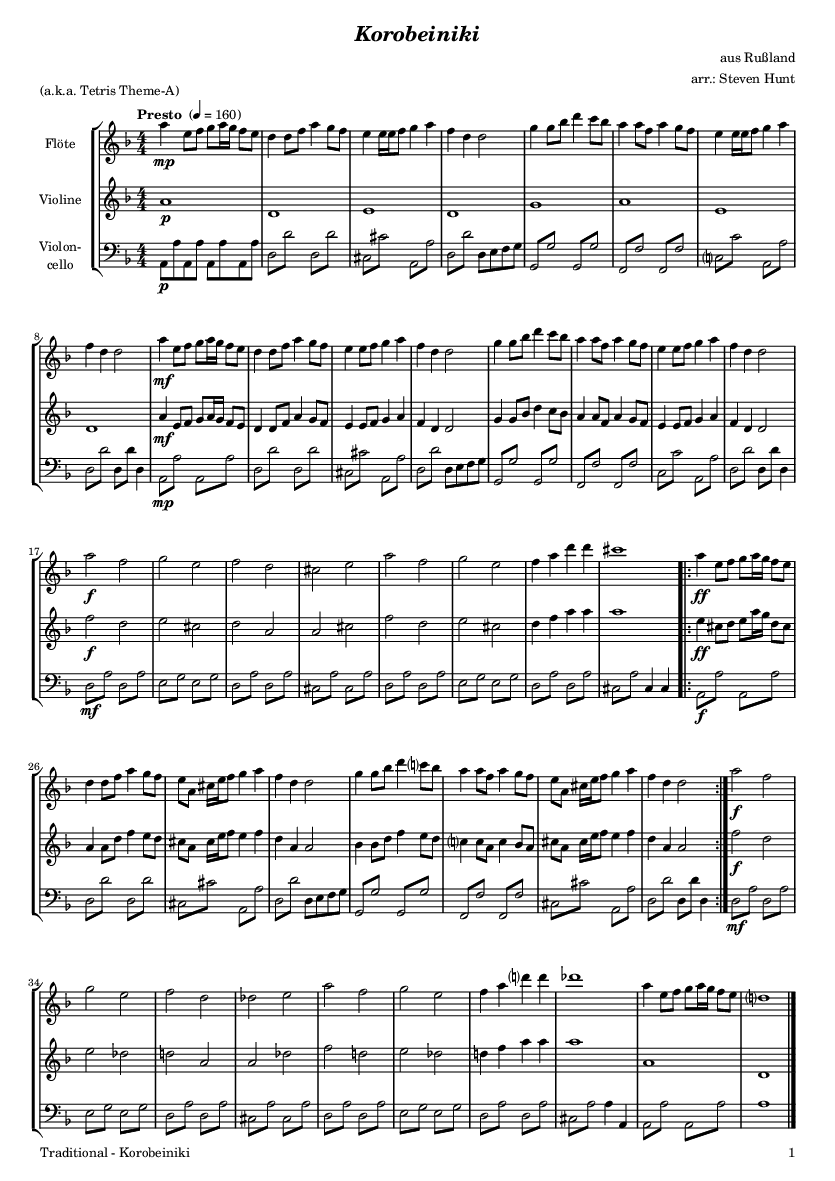 Korobeiniki
aus Rußland
arr.: Steven Hunt
(a.k.a. Tetris Theme-A)
Presto (♩ = 160)
Flöte
mp
Violine
p
Violon-
cello
p
8
mf
mf
mp
17
f
ff
f
ff
mf
f
26
f
f
mf
34
Traditional - Korobeiniki
1